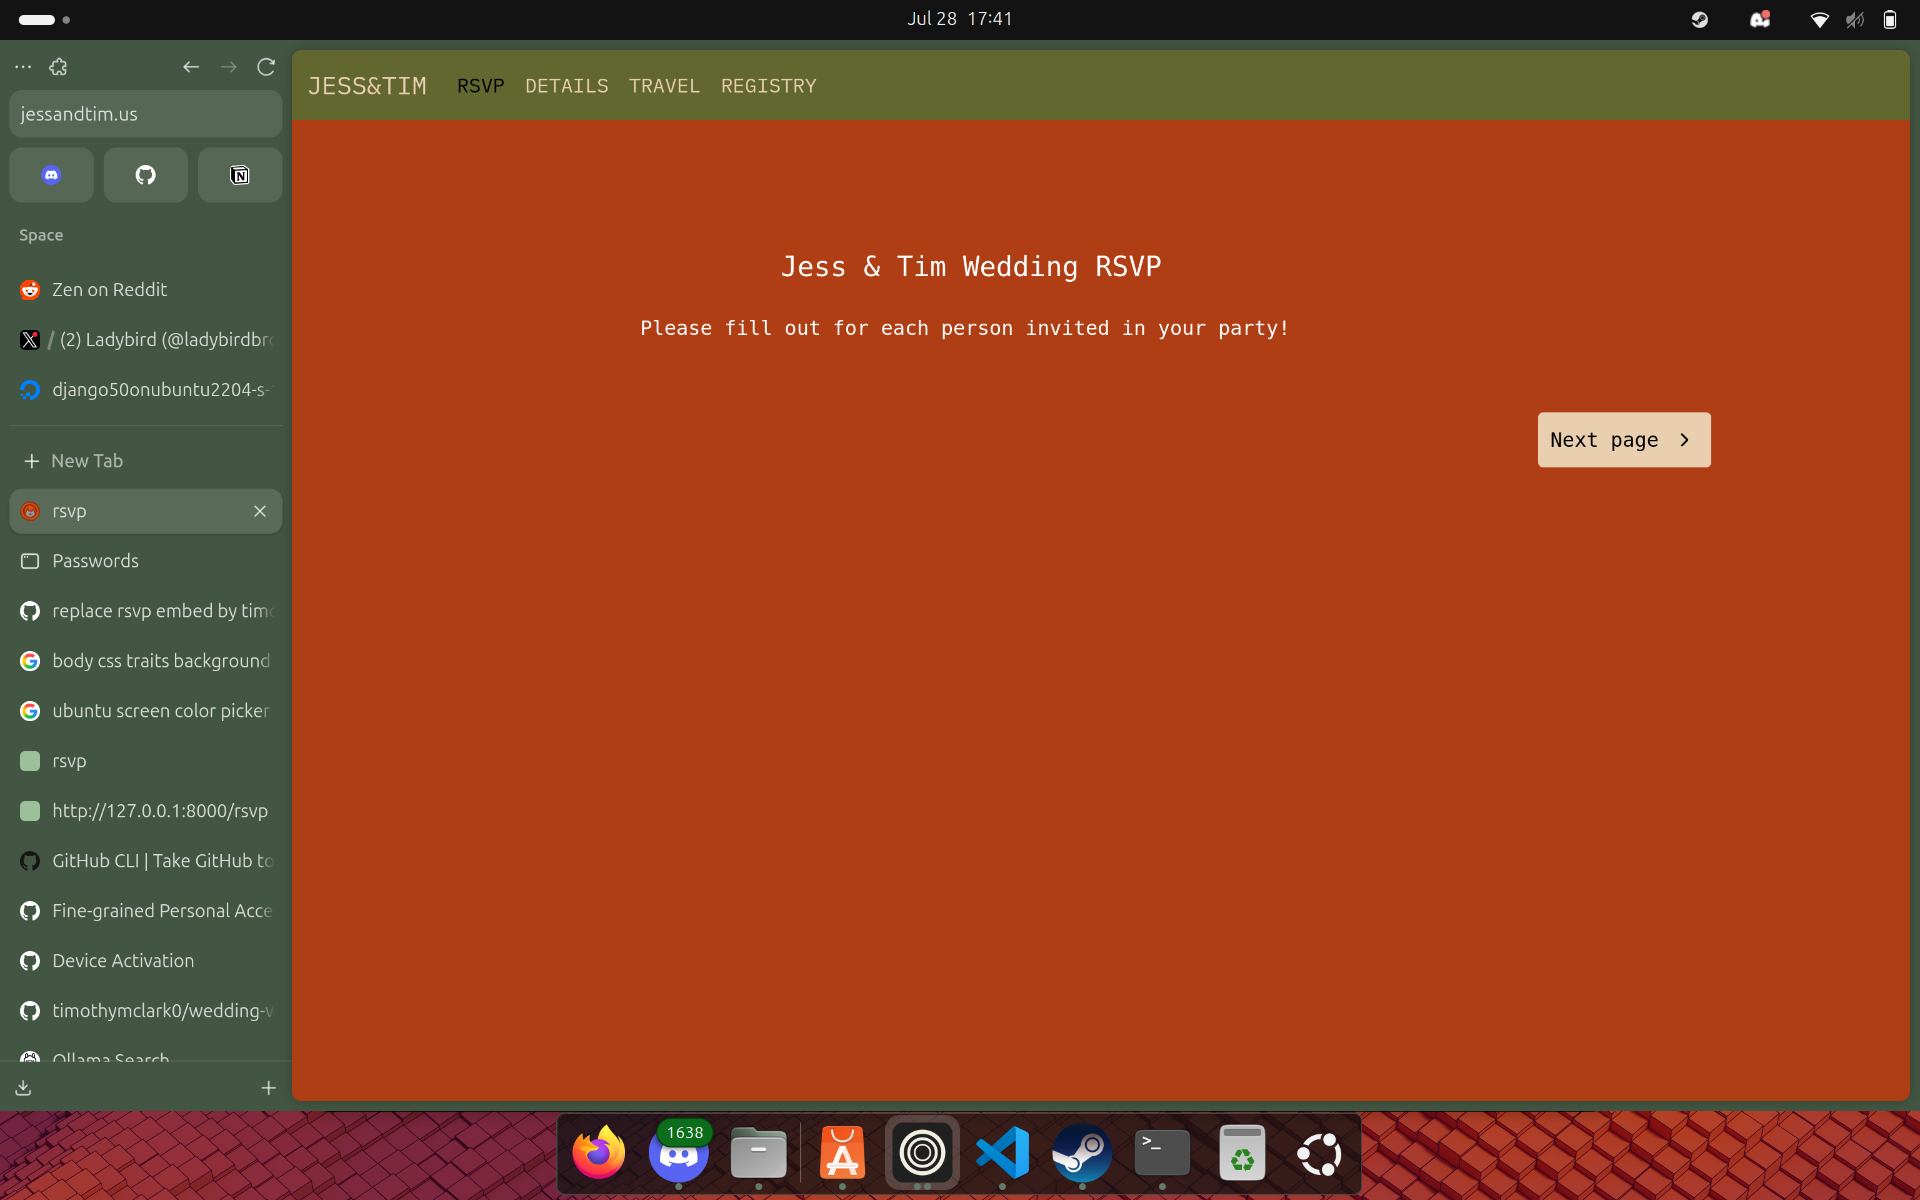 Jul 28 17:41
jessandtim.us
Space
Zen on Reddit
/ (2) Ladybird (@ladybirdbro
django50onubuntu2204-s-
New Tab
rsvp
Passwords
replace rsvp embed by timo
body css traits background
ubuntu screen color picker
rsvp
http://127.0.0.1:8000/rsvp
GitHub CLI | Take GitHub to
Fine-grained Personal Acce
Device Activation
timothymclark0/wedding-w
Ollama Search
JESS&TIM RSVP DETAILS TRAVEL REGISTRY
Jess & Tim Wedding RSVP
Please fill out for each person invited in your party!
Next page
1638
>_